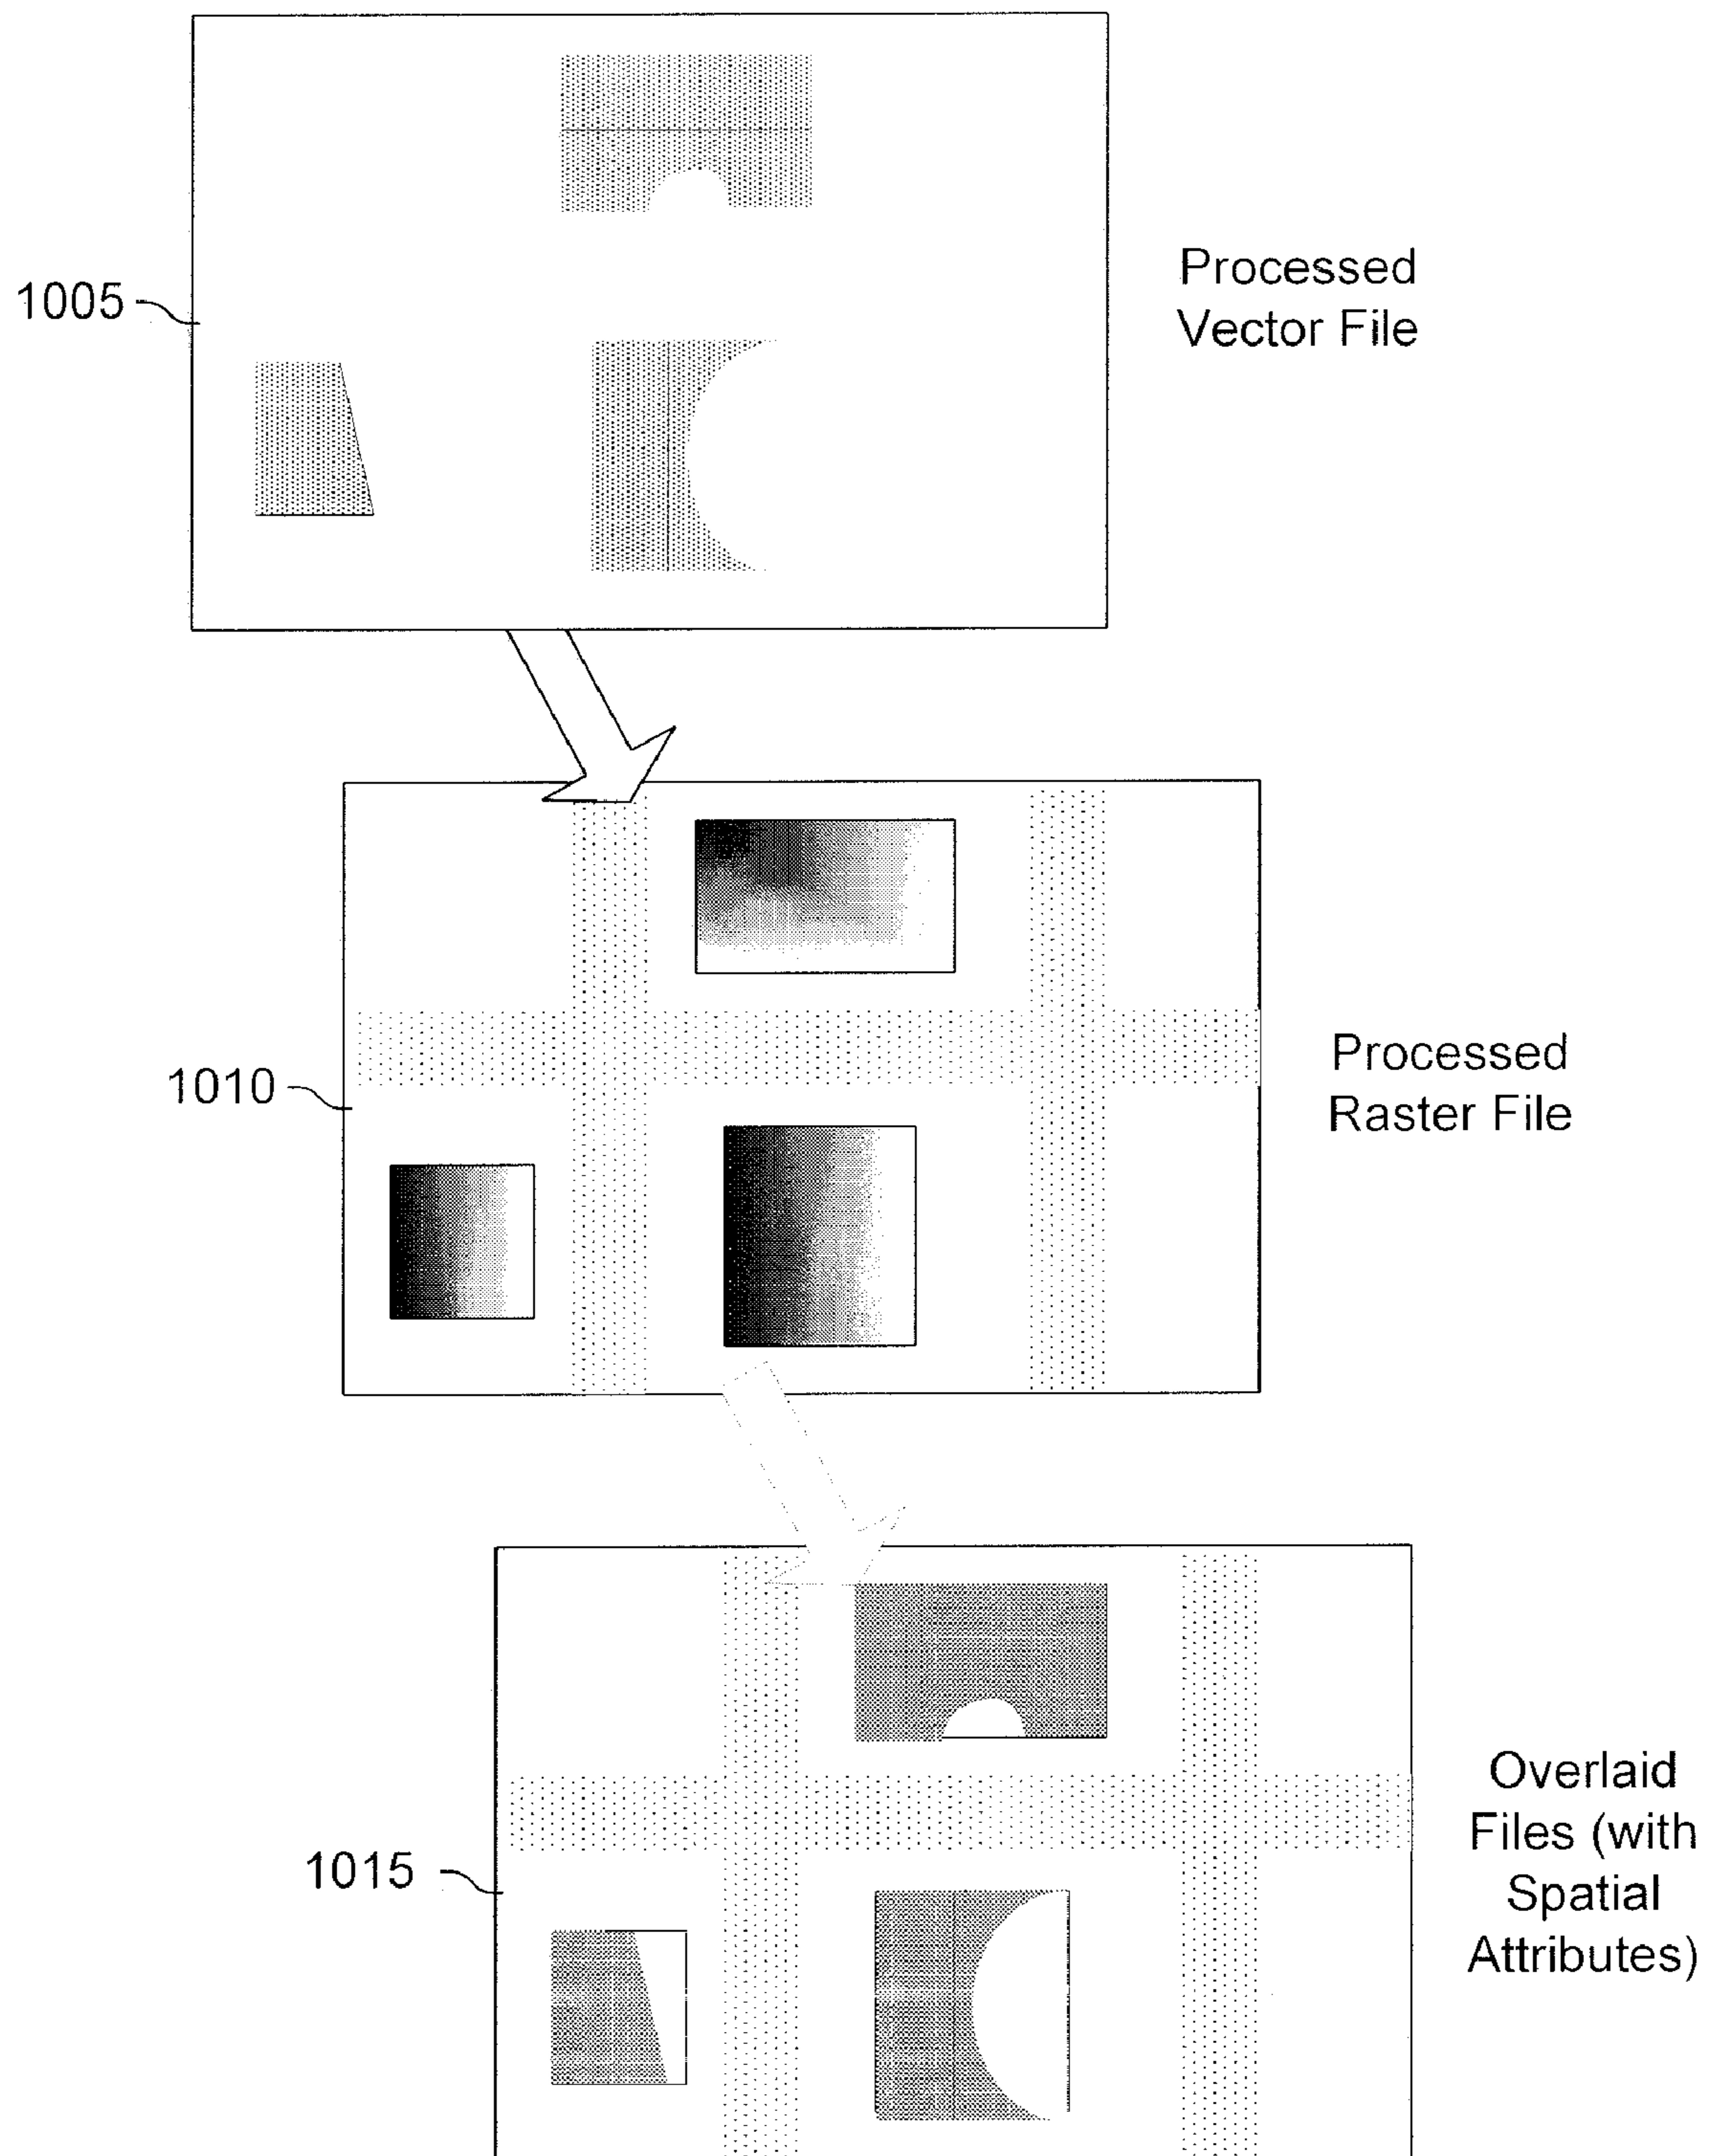 Processed
Vector File
1005
Processed
Raster File
1010
Overlaid
Files (with
Spatial
Attributes)
1015